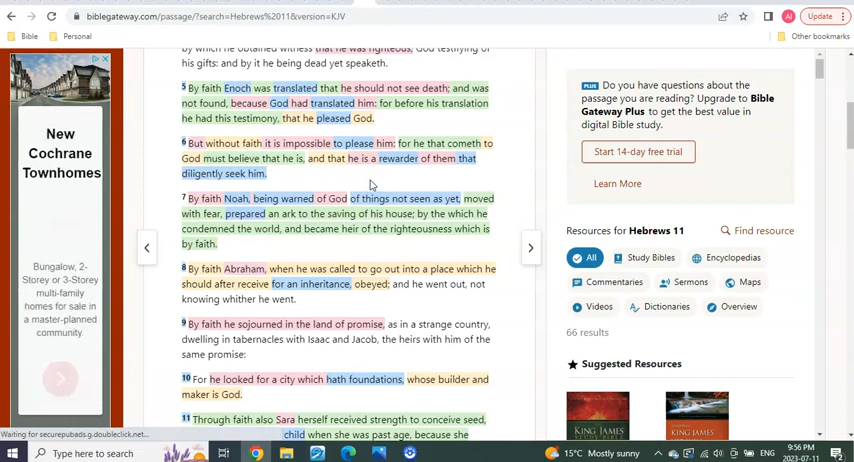 biblegateway.com/passage/?search=Hebrews%2011&version=KJV
AI
Update
Bible
Personal
Other bookmarks
New
Cochrane
Townhomes
Bungalow, 2-
Storey or 3-Storey
multi-family
homes for sale in
a master-planned
community.
by which he obtained witness that he was righteous, God testifying of
his gifts: and by it he being dead yet speaketh.
5 By faith Enoch was translated that he should not see death; and was
not found, because God had translated him: for before his translation
he had this testimony, that he pleased God.
6 But without faith it is impossible to please him: for he that cometh to
God must believe that he is, and that he is a rewarder of them that
diligently seek him.
7 By faith Noah, being warned of God of things not seen as yet, moved
with fear, prepared an ark to the saving of his house; by the which he
condemned the world, and became heir of the righteousness which is
by faith.
8 By faith Abraham, when he was called to go out into a place which he
should after receive for an inheritance, obeyed; and he went out, not
knowing whither he went.
9 By faith he sojourned in the land of promise, as in a strange country,
dwelling in tabernacles with Isaac and Jacob, the heirs with him of the
same promise:
10 For he looked for a city which hath foundations, whose builder and
maker is God.
11 Through faith also Sara herself received strength to conceive seed,
child when she was past age, because she
PLUS Do you have questions about the
passage you are reading? Upgrade to Bible
Gateway Plus to get the best value in
digital Bible study.
Start 14-day free trial
Learn More
Resources for Hebrews 11
Find resource
All
Study Bibles
Encyclopedias
Commentaries
Sermons
Maps
Videos
Dictionaries
Overview
66 results
Suggested Resources
KING JAMES
KING JAMES
Waiting for securepubads.g.doubleclick.net...
Type here to search
15°C Mostly sunny
ENG
9:56 PM
2023-07-11
2